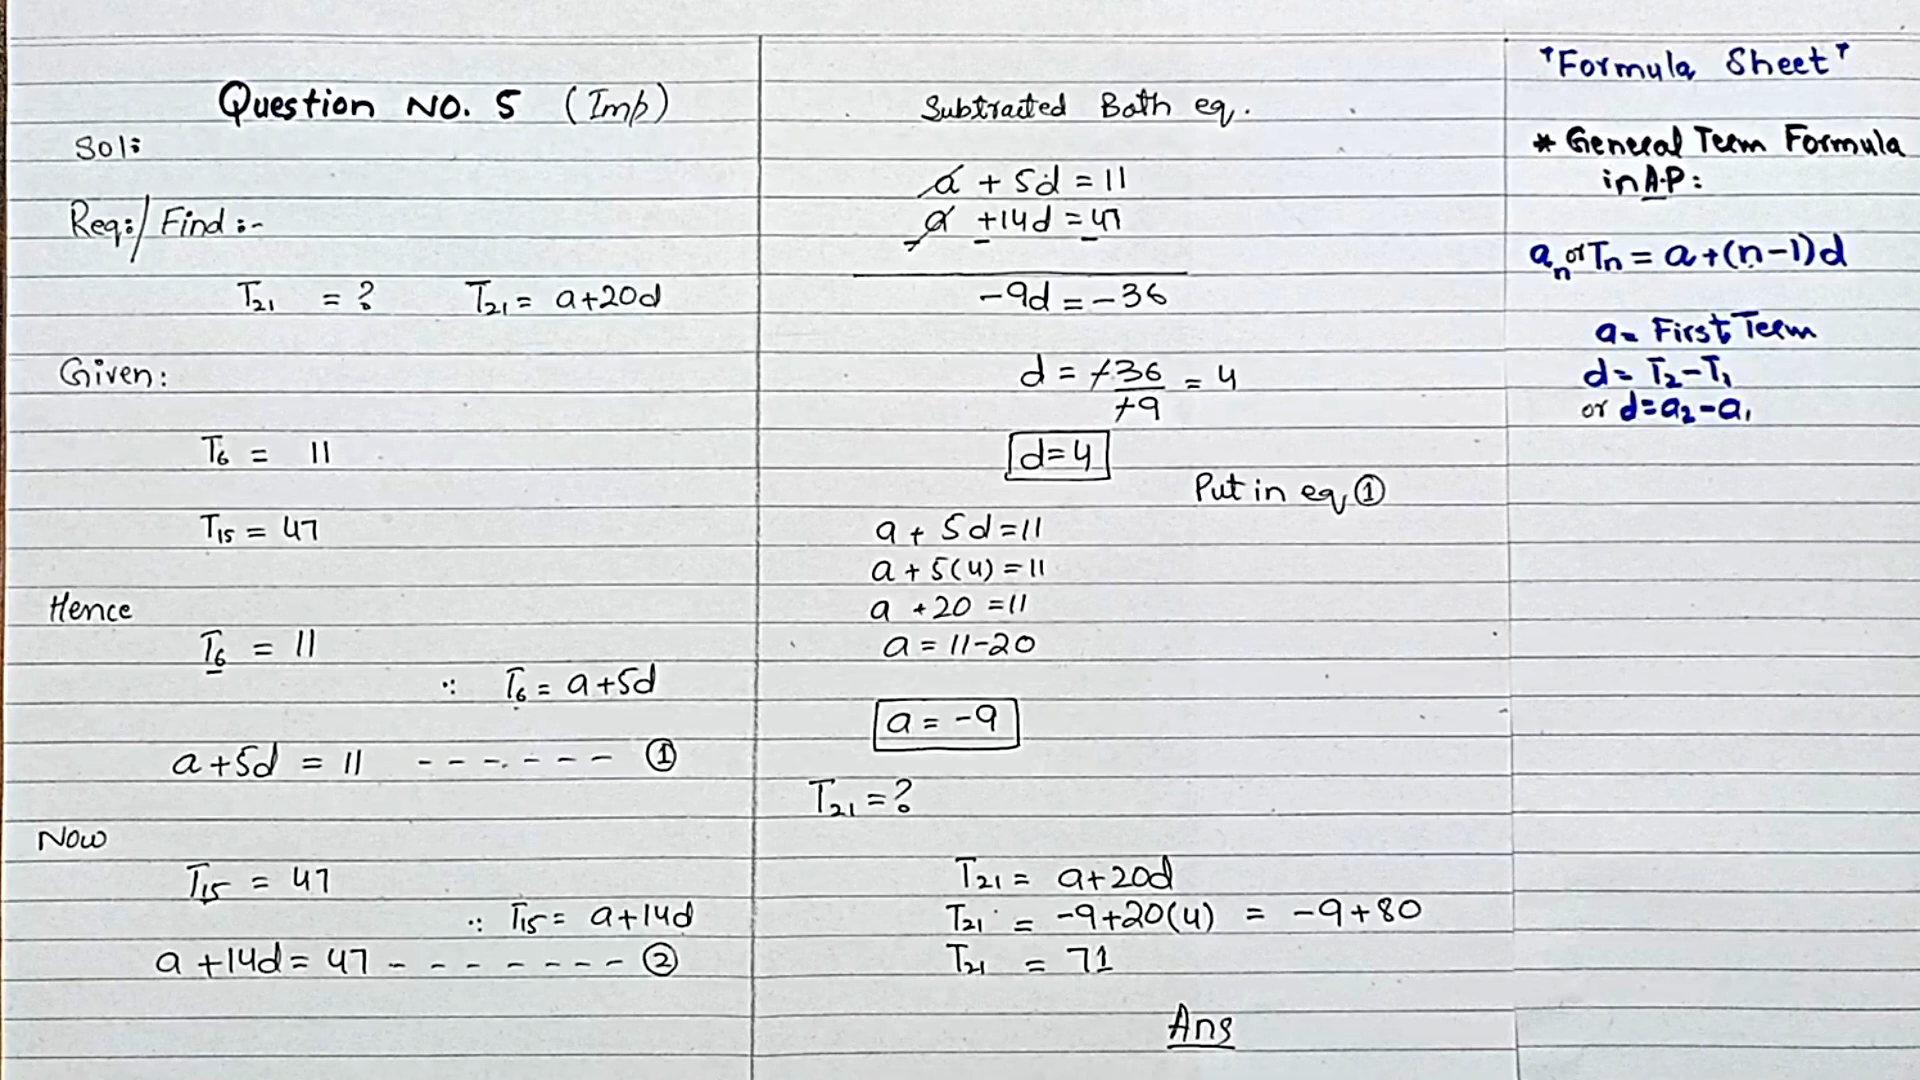 Question NO. 5 (Imp)
Sol:
Req:/ Find :-
T₂₁ = ? T₂₁ = a+20d
Given:
T₆ = 11
T₁₅ = 47
Hence
T₆ = 11
∵ T₆ = a+5d
a+5d = 11 ------- ①
Now
T₁₅ = 47
∵ T₁₅ = a+14d
a+14d = 47 ------- ②
Subtracted Both eq.
a + 5d = 11
a +14d = 47
- - -
-9d = -36
d = -36/-9 = 4
d=4
Put in eq ①
a + 5d = 11
a + 5(4) = 11
a + 20 = 11
a = 11-20
a = -9
T₂₁ = ?
T₂₁ = a+20d
T₂₁ = -9+20(4) = -9+80
T₂₁ = 71
Ans
"Formula Sheet"
* General Term Formula
in A.P:
aₙ or Tₙ = a+(n-1)d
a= First Term
d= T₂-T₁
or d=a₂-a₁